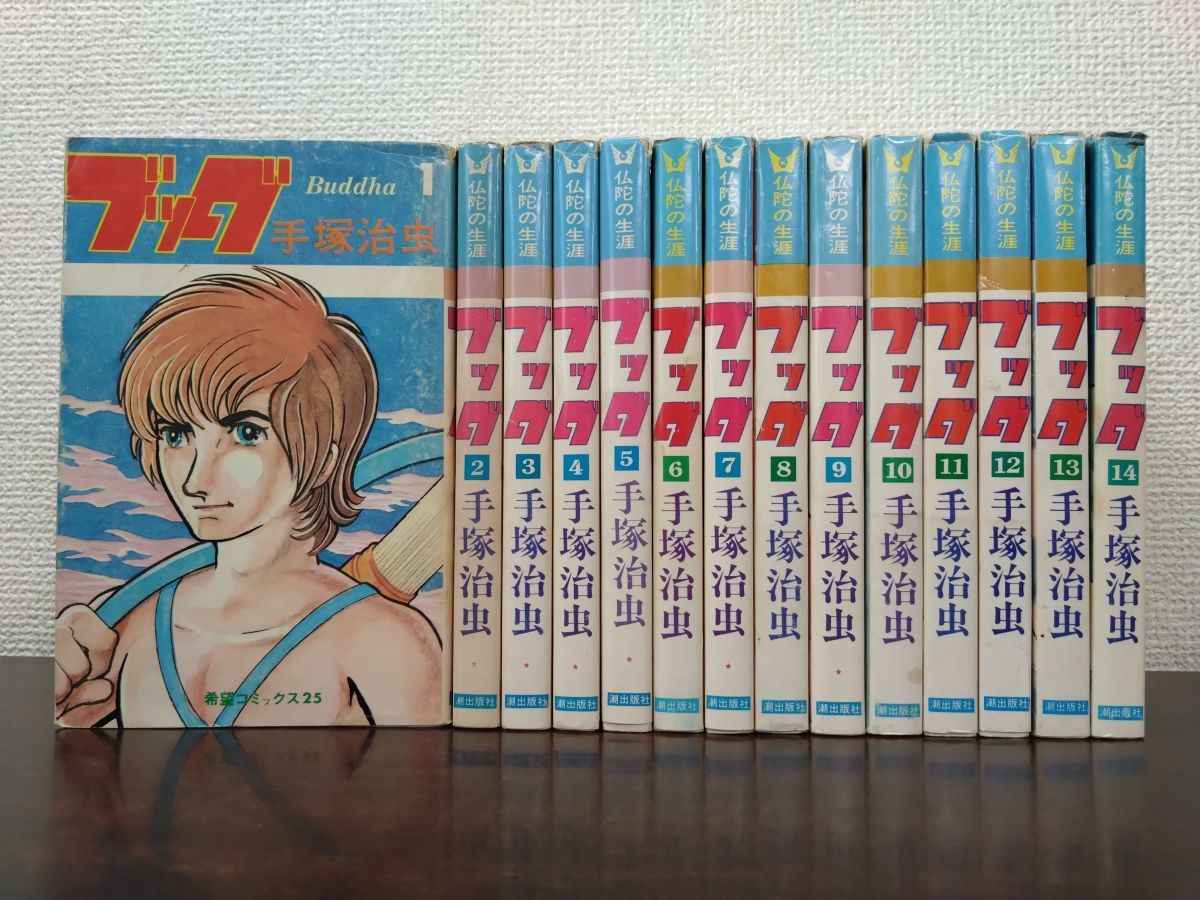 ブッダ
Buddha 1
手塚治虫
希望コミックス25
仏陀の生涯
ブッダ
2
手塚治虫
潮出版社
仏陀の生涯
ブッダ
3
手塚治虫
潮出版社
仏陀の生涯
ブッダ
4
手塚治虫
潮出版社
仏陀の生涯
ブッダ
5
手塚治虫
潮出版社
仏陀の生涯
ブッダ
6
手塚治虫
潮出版社
仏陀の生涯
ブッダ
7
手塚治虫
潮出版社
仏陀の生涯
ブッダ
8
手塚治虫
潮出版社
仏陀の生涯
ブッダ
9
手塚治虫
潮出版社
仏陀の生涯
ブッダ
10
手塚治虫
潮出版社
仏陀の生涯
ブッダ
11
手塚治虫
潮出版社
仏陀の生涯
ブッダ
12
手塚治虫
潮出版社
仏陀の生涯
ブッダ
13
手塚治虫
潮出版社
仏陀の生涯
ブッダ
14
手塚治虫
潮出版社